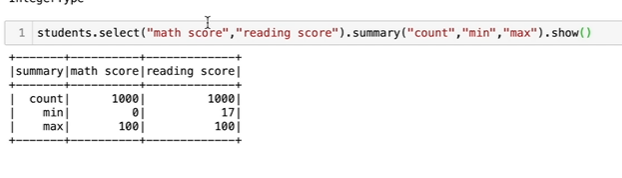 IntegerType
1 students.select("math score","reading score").summary("count","min","max").show()
+-------+----------+-------------+
|summary|math score|reading score|
+-------+----------+-------------+
|  count|      1000|         1000|
|    min|         0|           17|
|    max|       100|          100|
+-------+----------+-------------+